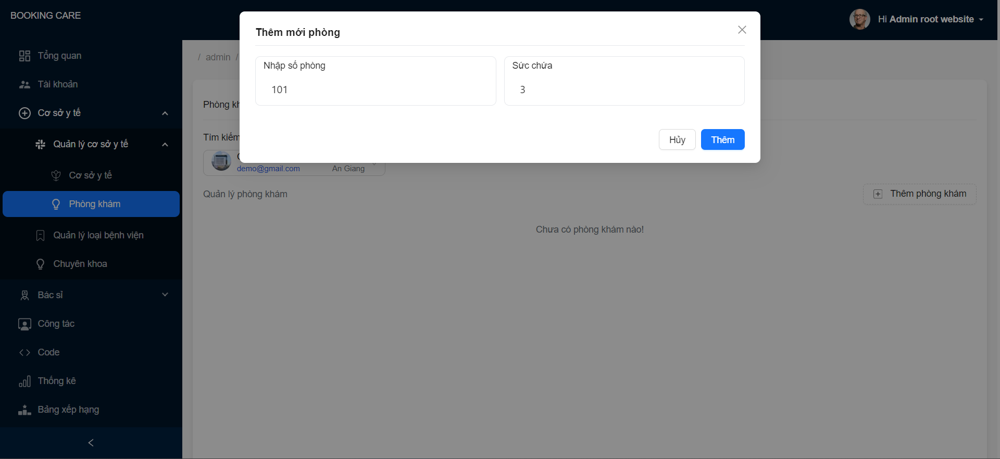 BOOKING CARE
Hi Admin root website
Tổng quan
Tài khoản
Cơ sở y tế
Quản lý cơ sở y tế
Cơ sở y tế
Phòng khám
Quản lý loại bệnh viện
Chuyên khoa
Bác sĩ
Công tác
Code
Thống kê
Bảng xếp hạng
/ admin /
Thêm mới phòng
Nhập số phòng
101
Sức chứa
3
Hủy
Thêm
Tìm kiếm
demo@gmail.com
An Giang
Quản lý phòng khám
Thêm phòng khám
Chưa có phòng khám nào!